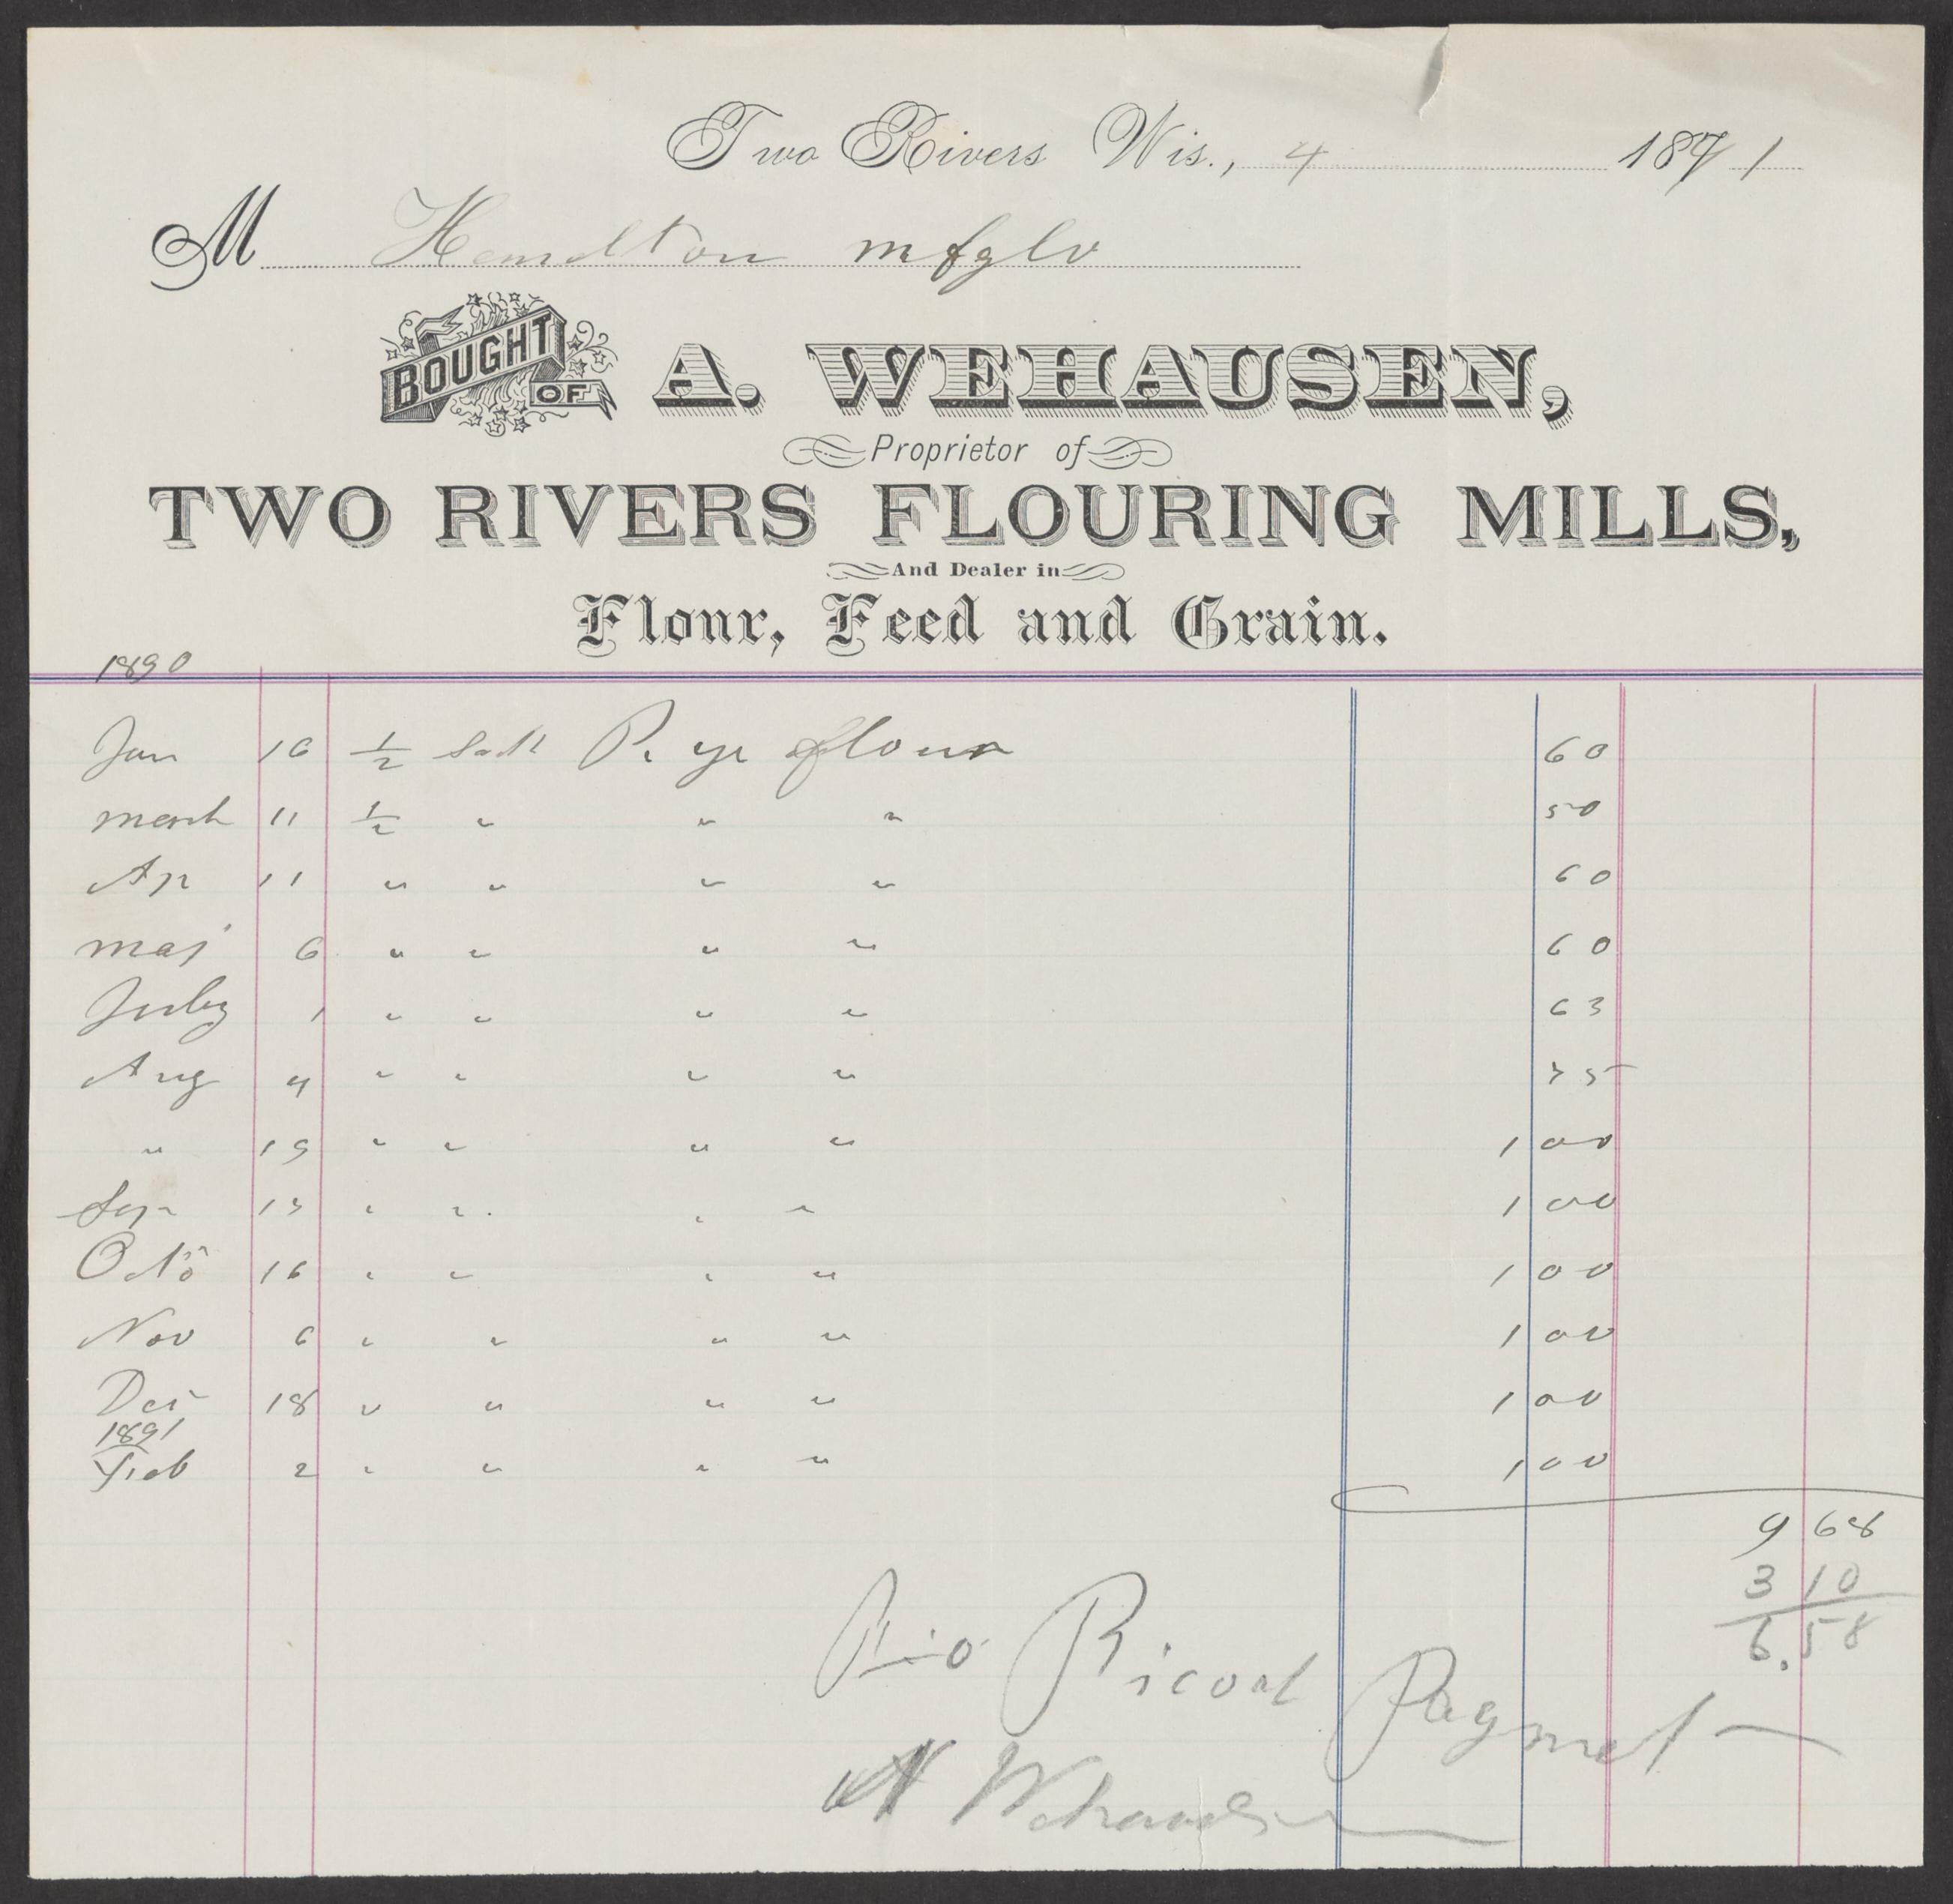 Two Rivers Wis., 4 1891
M Hemelton mfg Co
BOUGHT OF A. WEHAUSEN,
Proprietor of
TWO RIVERS FLOURING MILLS,
And Dealer in
Flour, Feed and Grain.
1890
Jan 16 1/2 Sack Rye flour 60
march 11 1/2 " " " 50
Ap 11 " " " " 60
maj 6 " " " " 60
July 1 " " " " 63
Aug 4 " " " " 75
" 19 " " " " 1 00
Sep 13 " " " " 1 00
Octo 16 " " " " 1 00
Nov 6 " " " " 1 00
Dec 18 " " " " 1 00
1891
Feb 2 " " " " 1 00
9 68
3 10
6.58
Payment
A Wehausen